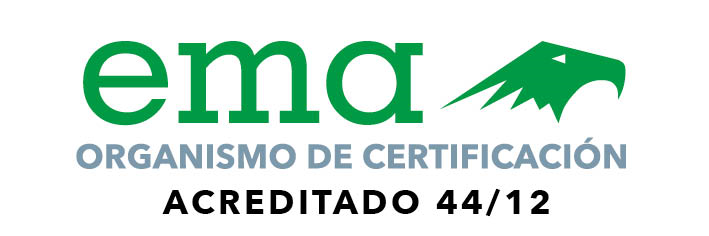 ema
ORGANISMO DE CERTIFICACIÓN
ACREDITADO 44/12